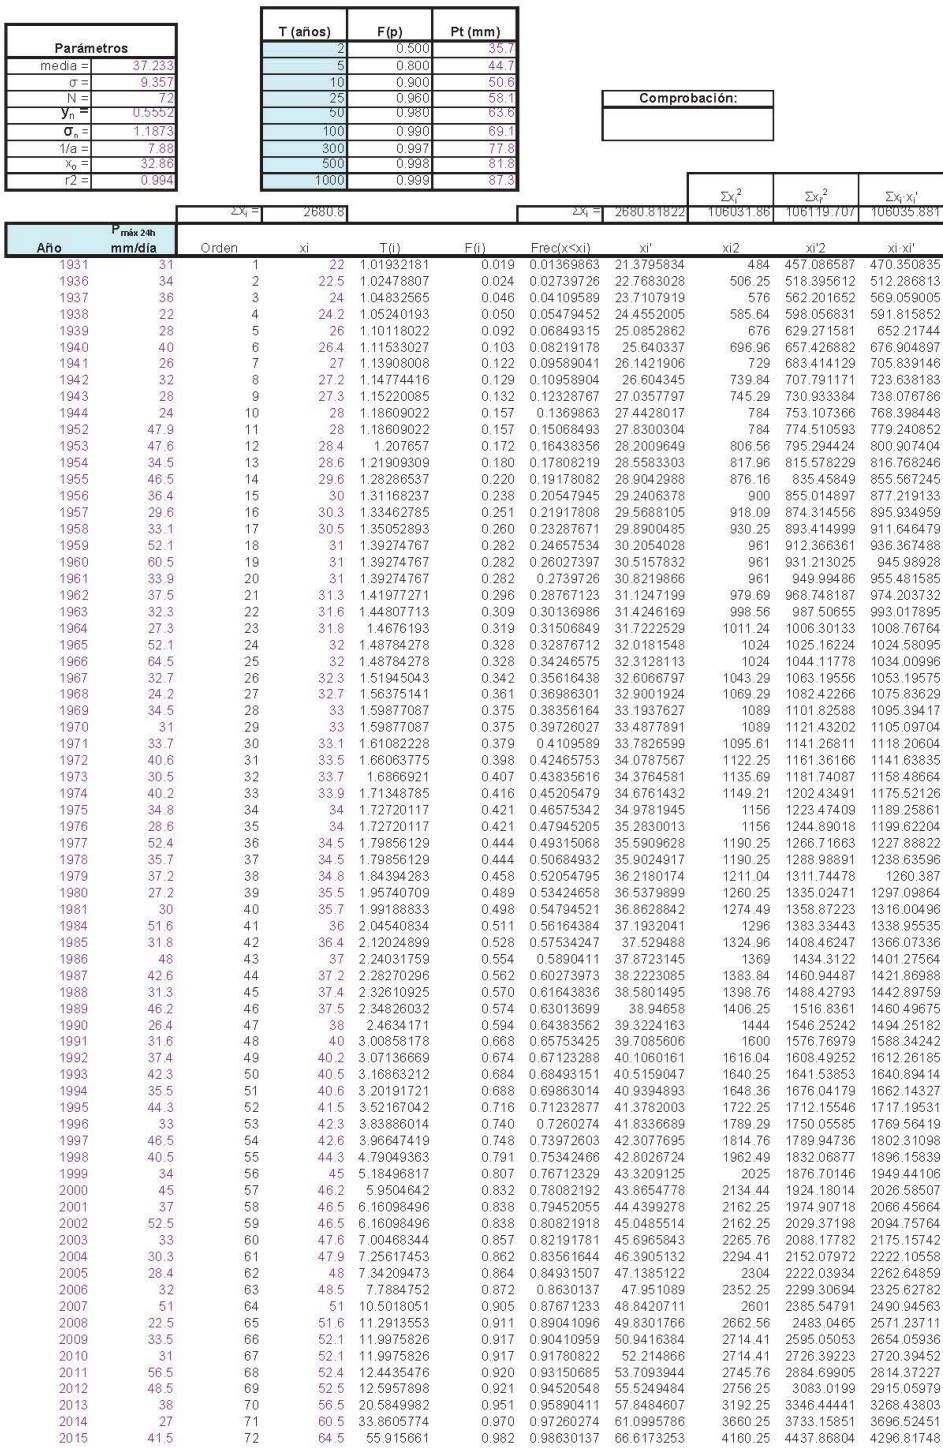 Parámetros
media = 37.233
σ = 9.357
N = 72
yₙ = 0.5552
σₙ = 1.1873
1/a = 7.88
xₒ = 32.86
r2 = 0.994
T (años) F(p) Pt (mm)
2 0.500 35.7
5 0.800 44.7
10 0.900 50.6
25 0.960 58.1
50 0.980 63.6
100 0.990 69.1
300 0.997 77.8
500 0.998 81.8
1000 0.999 87.3
Comprobación:
Σxᵢ² Σxᵢ'² Σxᵢ·xᵢ'
Σxᵢ = 2680.8 Σxᵢ = 2680.81822 106031.86 106119.707 106035.881
Año Pmáx 24h mm/día Orden xi T(i) F(i) Frec(x<xi) xi' xi2 xi'2 xi·xi'
1931 31 1 22 1.01932181 0.019 0.01369863 21.3795834 484 457.086587 470.350835
1936 34 2 22.5 1.02478807 0.024 0.02739726 22.7683028 506.25 518.395612 512.286813
1937 36 3 24 1.04832565 0.046 0.04109589 23.7107919 576 562.201652 569.059005
1938 22 4 24.2 1.05240193 0.050 0.05479452 24.4552005 585.64 598.056831 591.815852
1939 28 5 26 1.10118022 0.092 0.06849315 25.0852862 676 629.271581 652.21744
1940 40 6 26.4 1.11533027 0.103 0.08219178 25.640337 696.96 657.426882 676.904897
1941 26 7 27 1.13908008 0.122 0.09589041 26.1421906 729 683.414129 705.839146
1942 32 8 27.2 1.14774416 0.129 0.10958904 26.604345 739.84 707.791171 723.638183
1943 28 9 27.3 1.15220085 0.132 0.12328767 27.0357797 745.29 730.933384 738.076786
1944 24 10 28 1.18609022 0.157 0.1369863 27.4428017 784 753.107366 768.398448
1952 47.9 11 28 1.18609022 0.157 0.15068493 27.8300304 784 774.510593 779.240852
1953 47.6 12 28.4 1.207657 0.172 0.16438356 28.2009649 806.56 795.294424 800.907404
1954 34.5 13 28.6 1.21909309 0.180 0.17808219 28.5583303 817.96 815.578229 816.768246
1955 46.5 14 29.6 1.28286537 0.220 0.19178082 28.9042988 876.16 835.45849 855.567245
1956 36.4 15 30 1.31168237 0.238 0.20547945 29.2406378 900 855.014897 877.219133
1957 29.6 16 30.3 1.33462785 0.251 0.21917808 29.5688105 918.09 874.314556 895.934959
1958 33.1 17 30.5 1.35052893 0.260 0.23287671 29.8900485 930.25 893.414999 911.646479
1959 52.1 18 31 1.39274767 0.282 0.24657534 30.2054028 961 912.366361 936.367488
1960 60.5 19 31 1.39274767 0.282 0.26027397 30.5157832 961 931.213025 945.98928
1961 33.9 20 31 1.39274767 0.282 0.2739726 30.8219866 961 949.99486 955.481585
1962 37.5 21 31.3 1.41977271 0.296 0.28767123 31.1247199 979.69 968.748187 974.203732
1963 32.3 22 31.6 1.44807713 0.309 0.30136986 31.4246169 998.56 987.50655 993.017895
1964 27.3 23 31.8 1.4676193 0.319 0.31506849 31.7222529 1011.24 1006.30133 1008.76764
1965 52.1 24 32 1.48784278 0.328 0.32876712 32.0181548 1024 1025.16224 1024.58095
1966 64.5 25 32 1.48784278 0.328 0.34246575 32.3128113 1024 1044.11778 1034.00996
1967 32.7 26 32.3 1.51945043 0.342 0.35616438 32.6066797 1043.29 1063.19556 1053.19575
1968 24.2 27 32.7 1.56375141 0.361 0.36986301 32.9001924 1069.29 1082.42266 1075.83629
1969 34.5 28 33 1.59877087 0.375 0.38356164 33.1937627 1089 1101.82588 1095.39417
1970 31 29 33 1.59877087 0.375 0.39726027 33.4877891 1089 1121.43202 1105.09704
1971 33.7 30 33.1 1.61082228 0.379 0.4109589 33.7826599 1095.61 1141.26811 1118.20604
1972 40.6 31 33.5 1.66063775 0.398 0.42465753 34.0787567 1122.25 1161.36166 1141.63835
1973 30.5 32 33.7 1.6866921 0.407 0.43835616 34.3764581 1135.69 1181.74087 1158.48664
1974 40.2 33 33.9 1.71348785 0.416 0.45205479 34.6761432 1149.21 1202.43491 1175.52126
1975 34.8 34 34 1.72720117 0.421 0.46575342 34.9781945 1156 1223.47409 1189.25861
1976 28.6 35 34 1.72720117 0.421 0.47945205 35.2830013 1156 1244.89018 1199.62204
1977 52.4 36 34.5 1.79856129 0.444 0.49315068 35.5909628 1190.25 1266.71663 1227.88822
1978 35.7 37 34.5 1.79856129 0.444 0.50684932 35.9024917 1190.25 1288.98891 1238.63596
1979 37.2 38 34.8 1.84394283 0.458 0.52054795 36.2180174 1211.04 1311.74478 1260.387
1980 27.2 39 35.5 1.95740709 0.489 0.53424658 36.5379899 1260.25 1335.02471 1297.09864
1981 30 40 35.7 1.99188833 0.498 0.54794521 36.8628842 1274.49 1358.87223 1316.00496
1984 51.6 41 36 2.04540834 0.511 0.56164384 37.1932041 1296 1383.33443 1338.95535
1985 31.8 42 36.4 2.12024899 0.528 0.57534247 37.529488 1324.96 1408.46247 1366.07336
1986 48 43 37 2.24031759 0.554 0.5890411 37.8723145 1369 1434.3122 1401.27564
1987 42.6 44 37.2 2.28270296 0.562 0.60273973 38.2223085 1383.84 1460.94487 1421.86988
1988 31.3 45 37.4 2.32610925 0.570 0.61643836 38.5801495 1398.76 1488.42793 1442.89759
1989 46.2 46 37.5 2.34826032 0.574 0.63013699 38.94658 1406.25 1516.8361 1460.49675
1990 26.4 47 38 2.4634171 0.594 0.64383562 39.3224163 1444 1546.25242 1494.25182
1991 31.6 48 40 3.00858178 0.668 0.65753425 39.7085606 1600 1576.76979 1588.34242
1992 37.4 49 40.2 3.07136669 0.674 0.67123288 40.1060161 1616.04 1608.49252 1612.26185
1993 42.3 50 40.5 3.16863212 0.684 0.68493151 40.5159047 1640.25 1641.53853 1640.89414
1994 35.5 51 40.6 3.20191721 0.688 0.69863014 40.9394893 1648.36 1676.04179 1662.14327
1995 44.3 52 41.5 3.52167042 0.716 0.71232877 41.3782003 1722.25 1712.15546 1717.19531
1996 33 53 42.3 3.83886014 0.740 0.7260274 41.8336689 1789.29 1750.05585 1769.56419
1997 46.5 54 42.6 3.96647419 0.748 0.73972603 42.3077695 1814.76 1789.94736 1802.31098
1998 40.5 55 44.3 4.79049363 0.791 0.75342466 42.8026724 1962.49 1832.06877 1896.15839
1999 34 56 45 5.18496817 0.807 0.76712329 43.3209125 2025 1876.70146 1949.44106
2000 45 57 46.2 5.9504642 0.832 0.78082192 43.8654778 2134.44 1924.18014 2026.58507
2001 37 58 46.5 6.16098496 0.838 0.79452055 44.4399278 2162.25 1974.90718 2066.45664
2002 52.5 59 46.5 6.16098496 0.838 0.80821918 45.0485514 2162.25 2029.37198 2094.75764
2003 33 60 47.6 7.00468344 0.857 0.82191781 45.6965843 2265.76 2088.17782 2175.15742
2004 30.3 61 47.9 7.25617453 0.862 0.83561644 46.3905132 2294.41 2152.07972 2222.10558
2005 28.4 62 48 7.34209473 0.864 0.84931507 47.1385122 2304 2222.03934 2262.64859
2006 32 63 48.5 7.7884752 0.872 0.8630137 47.951089 2352.25 2299.30694 2325.62782
2007 51 64 51 10.5018051 0.905 0.87671233 48.8420711 2601 2385.54791 2490.94563
2008 22.5 65 51.6 11.2913553 0.911 0.89041096 49.8301766 2662.56 2483.0465 2571.23711
2009 33.5 66 52.1 11.9975826 0.917 0.90410959 50.9416384 2714.41 2595.05053 2654.05936
2010 31 67 52.1 11.9975826 0.917 0.91780822 52.214866 2714.41 2726.39223 2720.39452
2011 56.5 68 52.4 12.4435476 0.920 0.93150685 53.7093944 2745.76 2884.69905 2814.37227
2012 48.5 69 52.5 12.5957898 0.921 0.94520548 55.5249484 2756.25 3083.0199 2915.05979
2013 38 70 56.5 20.5849982 0.951 0.95890411 57.8484607 3192.25 3346.44441 3268.43803
2014 27 71 60.5 33.8605774 0.970 0.97260274 61.0995786 3660.25 3733.15851 3696.52451
2015 41.5 72 64.5 55.915661 0.982 0.98630137 66.6173253 4160.25 4437.86804 4296.81748